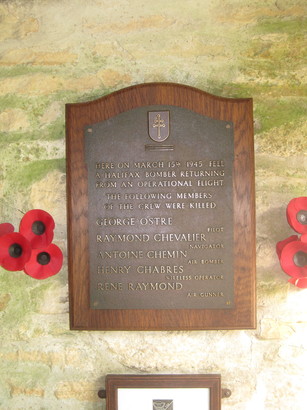 HERE ON MARCH 15TH 1945 FELL
A HALIFAX BOMBER RETURNING
FROM AN OPERATIONAL FLIGHT
THE FOLLOWING MEMBERS
OF THE CREW WERE KILLED
GEORGE OSTRE
PILOT
RAYMOND CHEVALIER
NAVIGATOR
ANTOINE CHEMIN
AIR BOMBER
HENRY CHABRES
WIRELESS OPERATOR
RENE RAYMOND
A R GUNNER